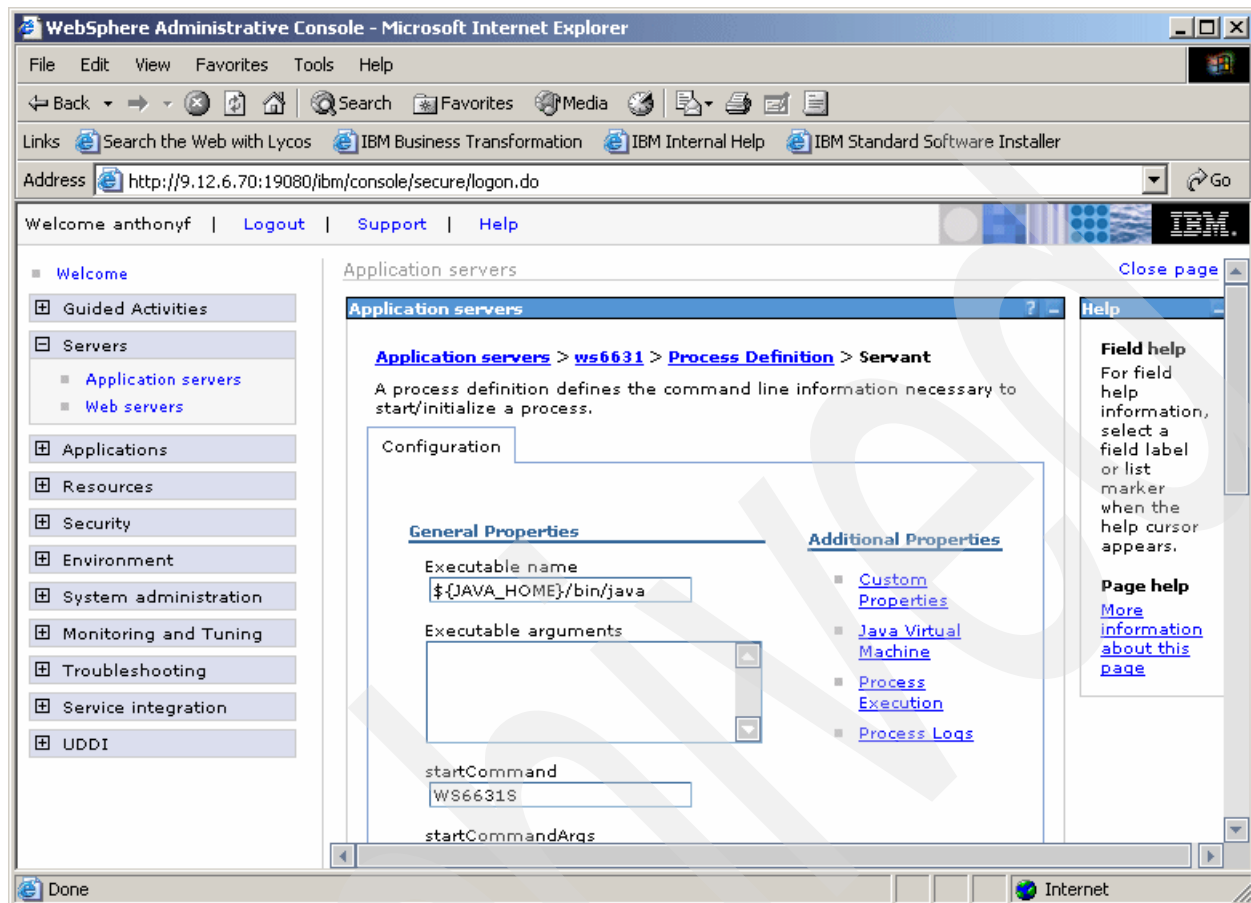 WebSphere Administrative Console - Microsoft Internet Explorer
File Edit View Favorites Tools Help
Back Search Favorites Media
Links Search the Web with Lycos IBM Business Transformation IBM Internal Help IBM Standard Software Installer
Address http://9.12.6.70:19080/ibm/console/secure/logon.do Go
Welcome anthonyf | Logout | Support | Help IBM.
Welcome
Guided Activities
Servers
Application servers
Web servers
Applications
Resources
Security
Environment
System administration
Monitoring and Tuning
Troubleshooting
Service integration
UDDI
Application servers Close page
Application servers ? -
Application servers > ws6631 > Process Definition > Servant
A process definition defines the command line information necessary to
start/initialize a process.
Configuration
General Properties
Executable name
${JAVA_HOME}/bin/java
Executable arguments
startCommand
WS6631S
startCommandArgs
Additional Properties
Custom
Properties
Java Virtual
Machine
Process
Execution
Process Logs
Help -
Field help
For field
help
information,
select a
field label
or list
marker
when the
help cursor
appears.
Page help
More
information
about this
page
Done Internet